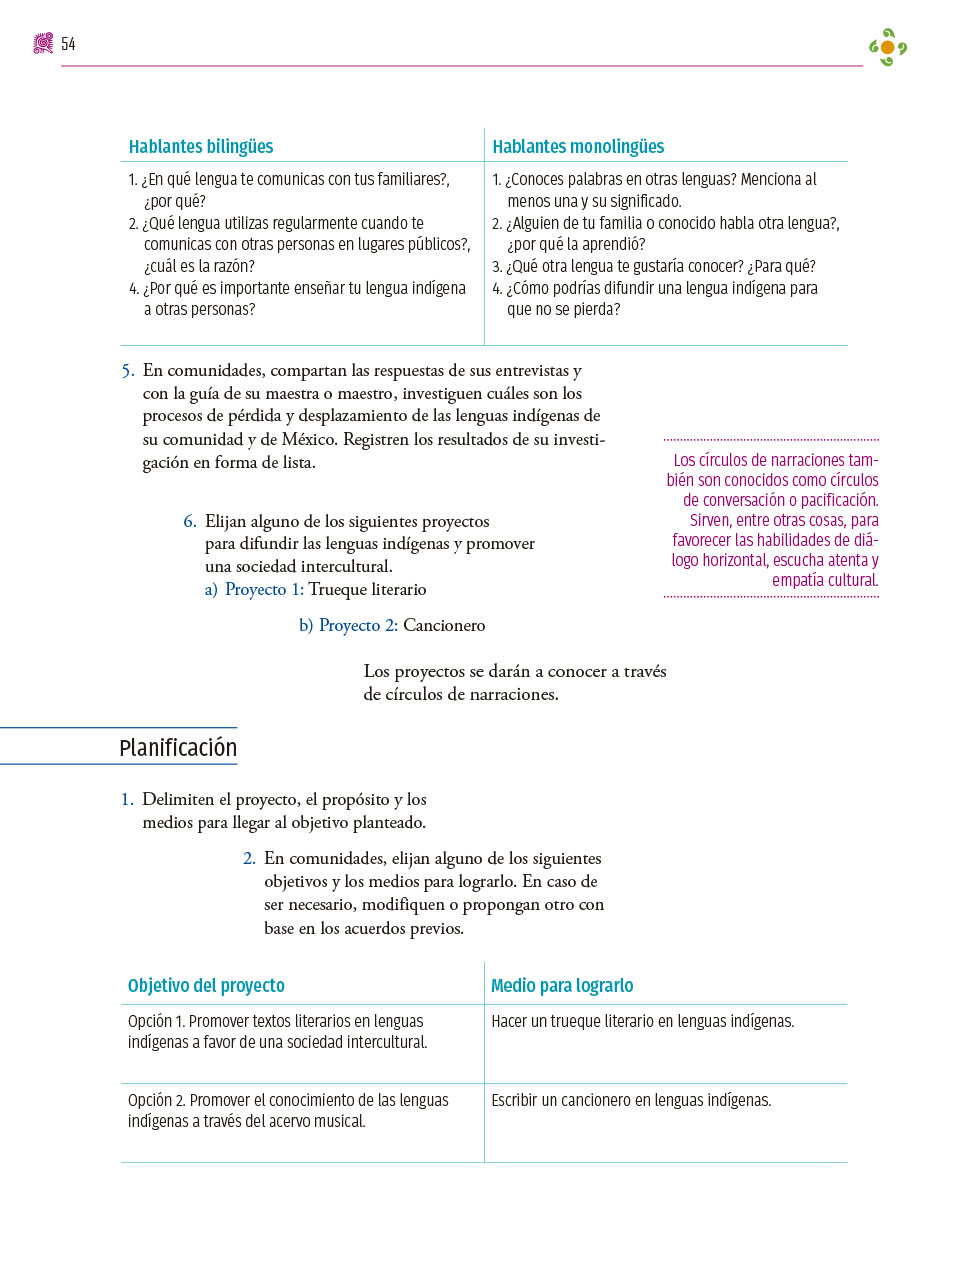 54
Hablantes bilingües
1. ¿En qué lengua te comunicas con tus familiares?,
¿por qué?
2. ¿Qué lengua utilizas regularmente cuando te
comunicas con otras personas en lugares públicos?,
¿cuál es la razón?
4. ¿Por qué es importante enseñar tu lengua indígena
a otras personas?
Hablantes monolingües
1. ¿Conoces palabras en otras lenguas? Menciona al
menos una y su significado.
2. ¿Alguien de tu familia o conocido habla otra lengua?,
¿por qué la aprendió?
3. ¿Qué otra lengua te gustaría conocer? ¿Para qué?
4. ¿Cómo podrías difundir una lengua indígena para
que no se pierda?
5. En comunidades, compartan las respuestas de sus entrevistas y
con la guía de su maestra o maestro, investiguen cuáles son los
procesos de pérdida y desplazamiento de las lenguas indígenas de
su comunidad y de México. Registren los resultados de su investi-
gación en forma de lista.
Los círculos de narraciones tam-
bién son conocidos como círculos
de conversación o pacificación.
Sirven, entre otras cosas, para
favorecer las habilidades de diá-
logo horizontal, escucha atenta y
empatía cultural.
6. Elijan alguno de los siguientes proyectos
para difundir las lenguas indígenas y promover
una sociedad intercultural.
a) Proyecto 1: Trueque literario
b) Proyecto 2: Cancionero
Los proyectos se darán a conocer a través
de círculos de narraciones.
Planificación
1. Delimiten el proyecto, el propósito y los
medios para llegar al objetivo planteado.
2. En comunidades, elijan alguno de los siguientes
objetivos y los medios para lograrlo. En caso de
ser necesario, modifiquen o propongan otro con
base en los acuerdos previos.
Objetivo del proyecto
Medio para lograrlo
Opción 1. Promover textos literarios en lenguas
indígenas a favor de una sociedad intercultural.
Hacer un trueque literario en lenguas indígenas.
Opción 2. Promover el conocimiento de las lenguas
indígenas a través del acervo musical.
Escribir un cancionero en lenguas indígenas.